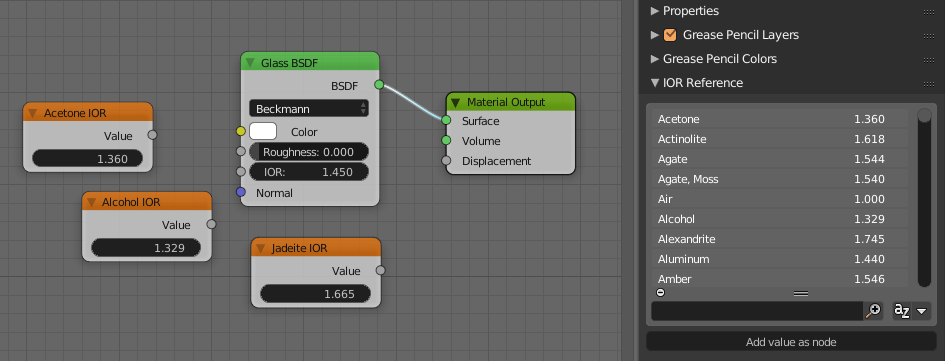 Acetone IOR
Value
1.360
Alcohol IOR
Value
1.329
Glass BSDF
BSDF
Beckmann
Color
Roughness: 0.000
IOR: 1.450
Normal
Jadeite IOR
Value
1.665
Material Output
Surface
Volume
Displacement
Properties
Grease Pencil Layers
Grease Pencil Colors
IOR Reference
Acetone 1.360
Actinolite 1.618
Agate 1.544
Agate, Moss 1.540
Air 1.000
Alcohol 1.329
Alexandrite 1.745
Aluminum 1.440
Amber 1.546
az
Add value as node